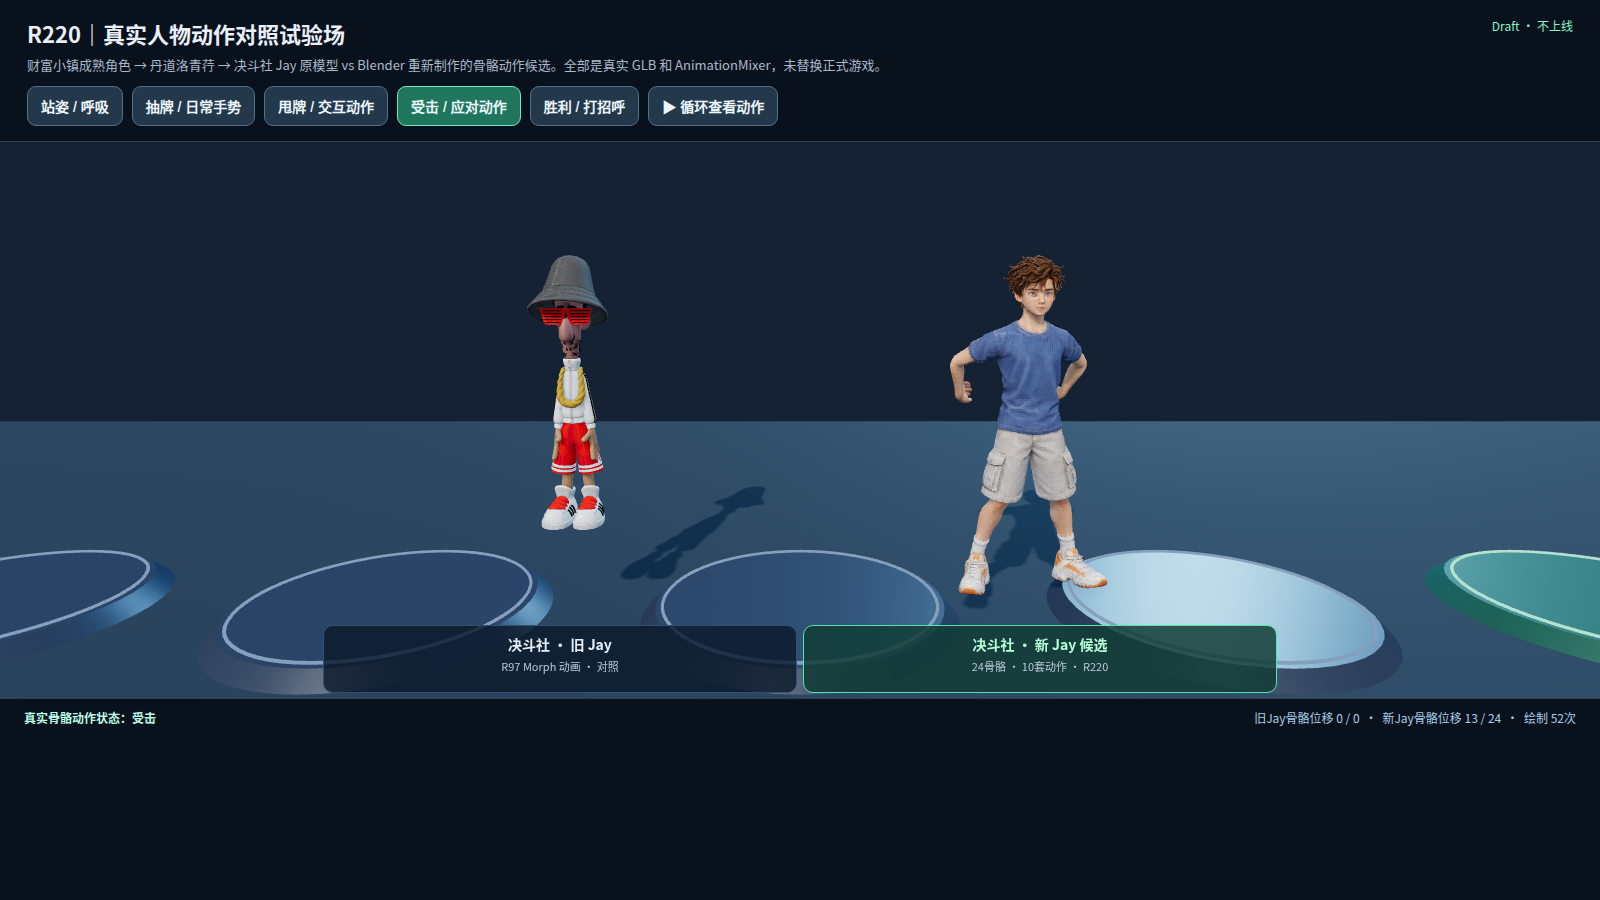 R220｜真实人物动作对照试验场
Draft · 不上线
财富小镇成熟角色 → 丹道洛青荇 → 决斗社 Jay 原模型 vs Blender 重新制作的骨骼动作候选。全部是真实 GLB 和 AnimationMixer，未替换正式游戏。
站姿 / 呼吸
抽牌 / 日常手势
甩牌 / 交互动作
受击 / 应对动作
胜利 / 打招呼
▶ 循环查看动作
决斗社 · 旧 Jay
R97 Morph 动画 · 对照
决斗社 · 新 Jay 候选
24骨骼 · 10套动作 · R220
真实骨骼动作状态：受击
旧Jay骨骼位移 0 / 0 · 新Jay骨骼位移 13 / 24 · 绘制 52次